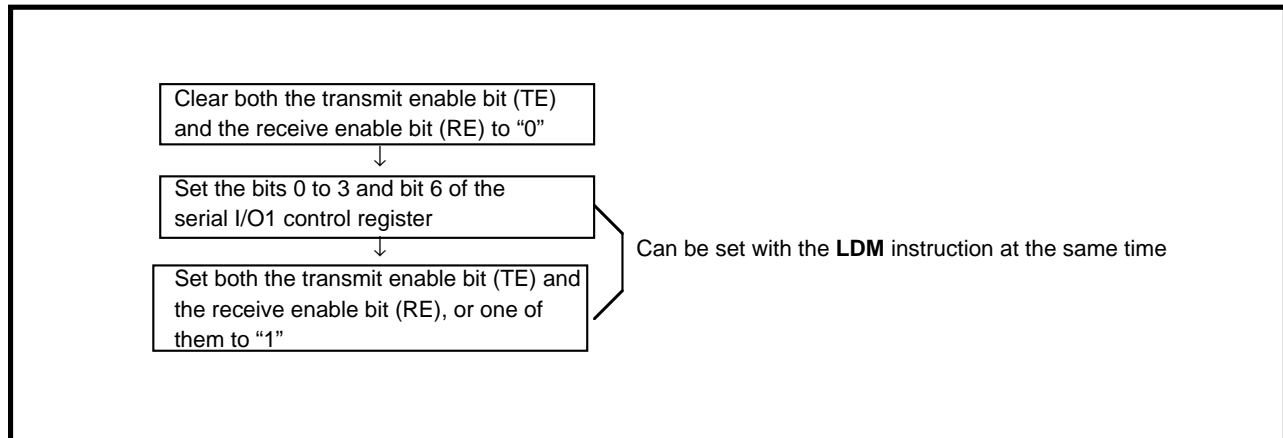 Clear both the transmit enable bit (TE)
and the receive enable bit (RE) to “0”
↓
Set the bits 0 to 3 and bit 6 of the
serial I/O1 control register
↓
Can be set with the LDM instruction at the same time
Set both the transmit enable bit (TE) and
the receive enable bit (RE), or one of
them to “1”